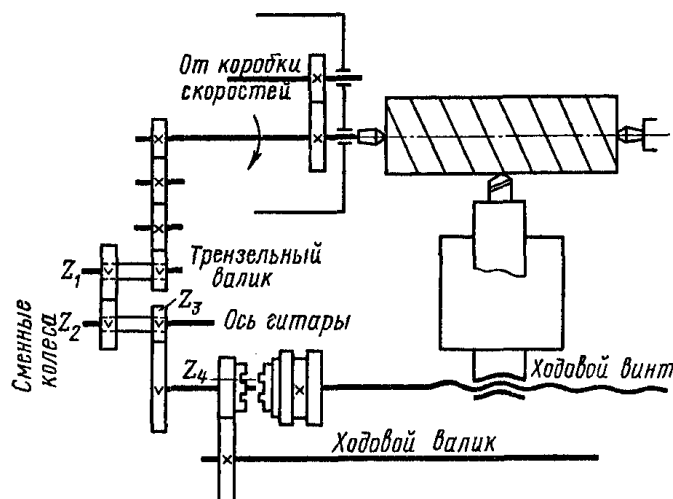 От коробки
скоростей
Трензельный
валик
Z₁
Z₂
Z₃
Ось гитары
Сменные
колеса
Z₄
Ходовой винт
Ходовой валик